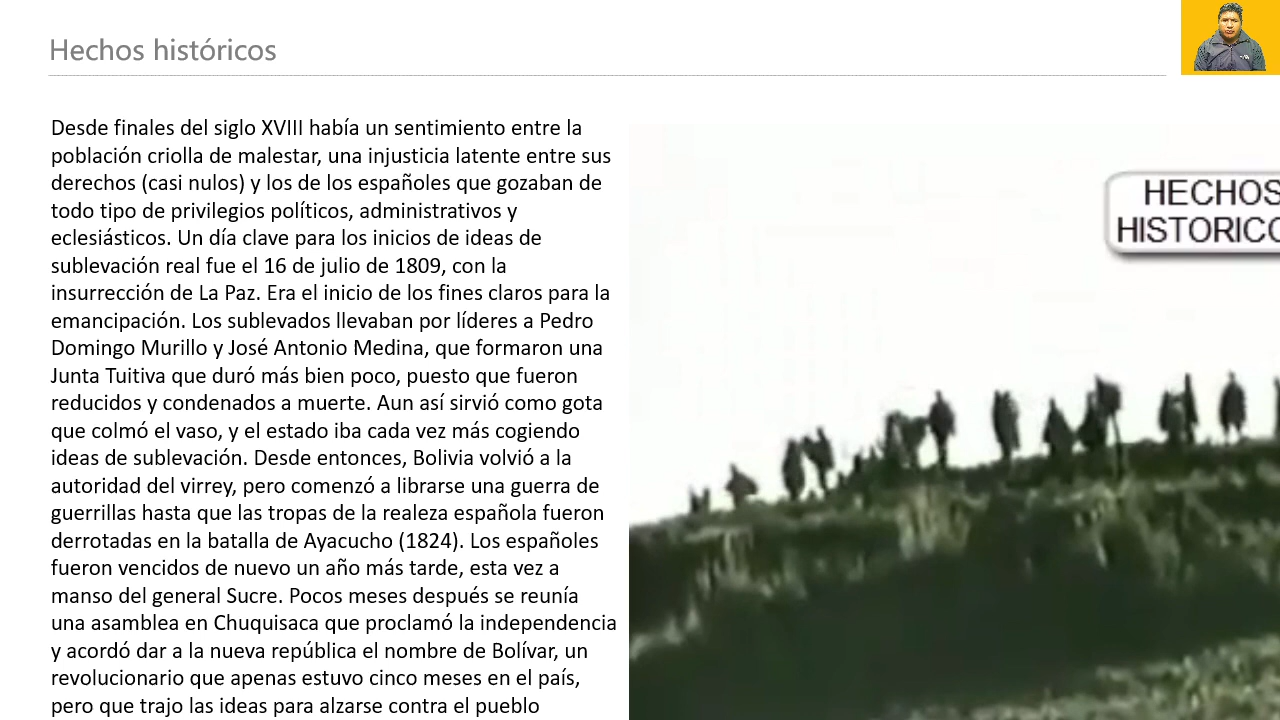 Hechos históricos
Desde finales del siglo XVIII había un sentimiento entre la
población criolla de malestar, una injusticia latente entre sus
derechos (casi nulos) y los de los españoles que gozaban de
todo tipo de privilegios políticos, administrativos y
eclesiásticos. Un día clave para los inicios de ideas de
sublevación real fue el 16 de julio de 1809, con la
insurrección de La Paz. Era el inicio de los fines claros para la
emancipación. Los sublevados llevaban por líderes a Pedro
Domingo Murillo y José Antonio Medina, que formaron una
Junta Tuitiva que duró más bien poco, puesto que fueron
reducidos y condenados a muerte. Aun así sirvió como gota
que colmó el vaso, y el estado iba cada vez más cogiendo
ideas de sublevación. Desde entonces, Bolivia volvió a la
autoridad del virrey, pero comenzó a librarse una guerra de
guerrillas hasta que las tropas de la realeza española fueron
derrotadas en la batalla de Ayacucho (1824). Los españoles
fueron vencidos de nuevo un año más tarde, esta vez a
manso del general Sucre. Pocos meses después se reunía
una asamblea en Chuquisaca que proclamó la independencia
y acordó dar a la nueva república el nombre de Bolívar, un
revolucionario que apenas estuvo cinco meses en el país,
pero que trajo las ideas para alzarse contra el pueblo
HECHOS
HISTORICO